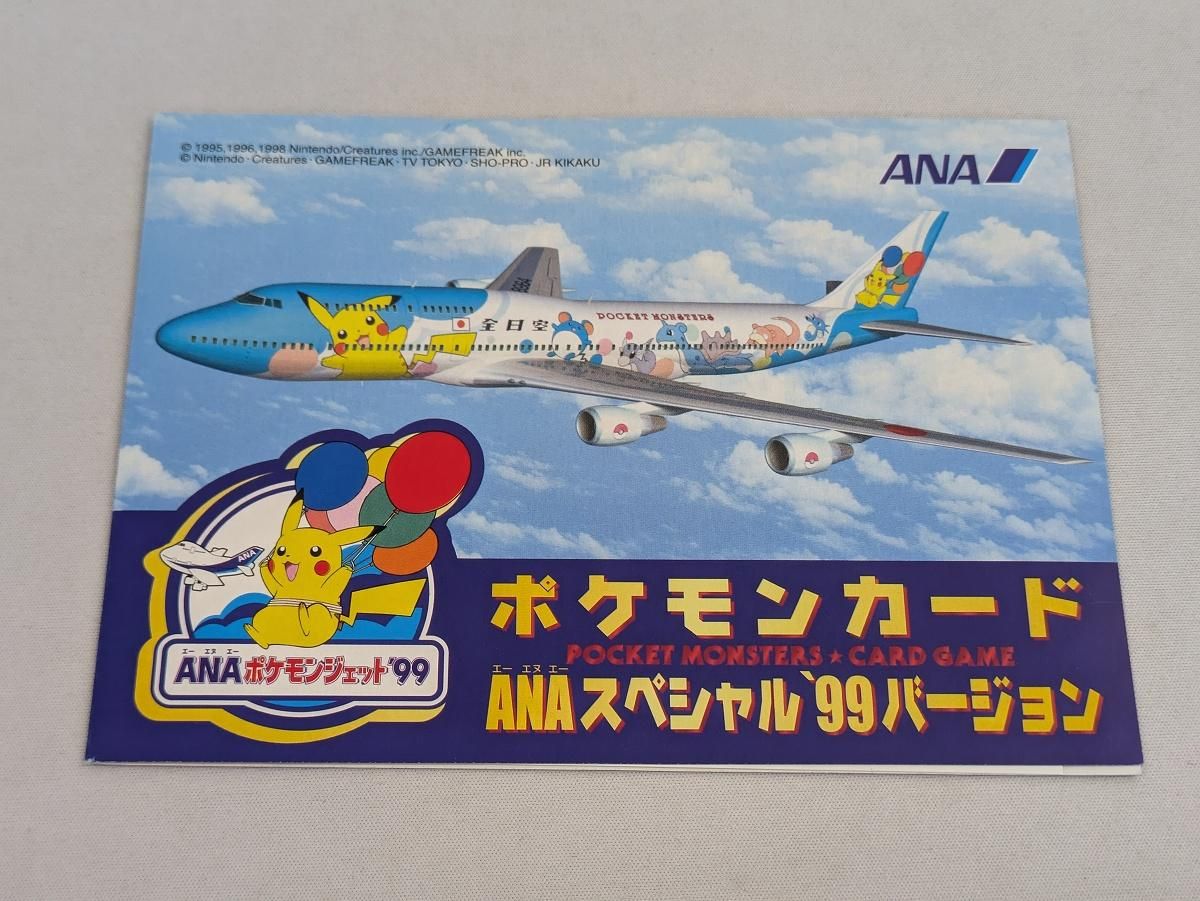 © 1995,1996,1998 Nintendo/Creatures inc./GAMEFREAK inc.
© Nintendo・Creatures・GAMEFREAK・TV TOKYO・SHO-PRO・JR KIKAKU
ANA
全日空
POCKET MONSTERS
ANA
エー エヌ エー
ANAポケモンジェット'99
ポケモンカード
POCKET MONSTERS★CARD GAME
エー エヌ エー
ANAスペシャル'99バージョン